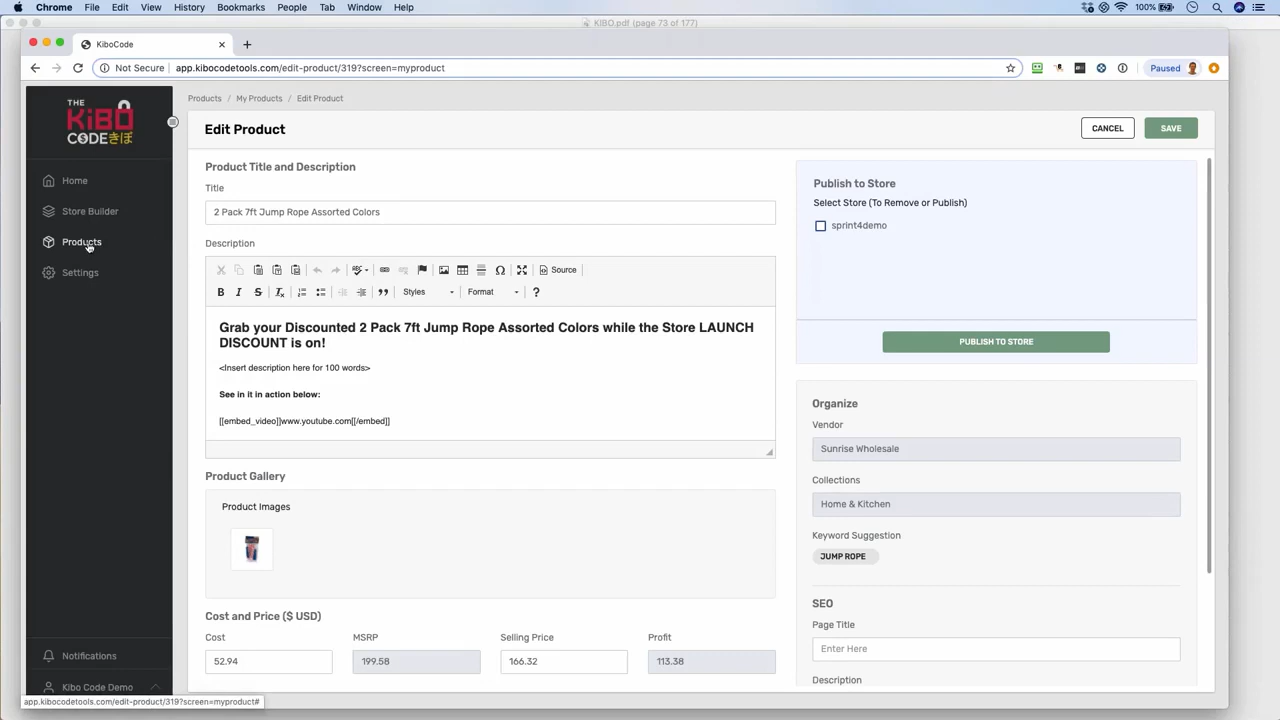 Chrome File Edit View History Bookmarks People Tab Window Help 100%
KIBO.pdf (page 73 of 177)
KiboCode
Not Secure app.kibocodetools.com/edit-product/319?screen=myproduct Paused
THE
KiBO
CODEきぼ
Home
Store Builder
Products
Settings
Notifications
Kibo Code Demo
Products / My Products / Edit Product
Edit Product
CANCEL
SAVE
Product Title and Description
Title
2 Pack 7ft Jump Rope Assorted Colors
Description
Source
Styles
Format
Grab your Discounted 2 Pack 7ft Jump Rope Assorted Colors while the Store LAUNCH
DISCOUNT is on!
<Insert description here for 100 words>
See in it in action below:
[[embed_video]]www.youtube.com[[/embed]]
Product Gallery
Product Images
Cost and Price ($ USD)
Cost MSRP Selling Price Profit
52.94 199.58 166.32 113.38
Publish to Store
Select Store (To Remove or Publish)
sprint4demo
PUBLISH TO STORE
Organize
Vendor
Sunrise Wholesale
Collections
Home & Kitchen
Keyword Suggestion
JUMP ROPE
SEO
Page Title
Enter Here
Description
app.kibocodetools.com/edit-product/319?screen=myproduct#